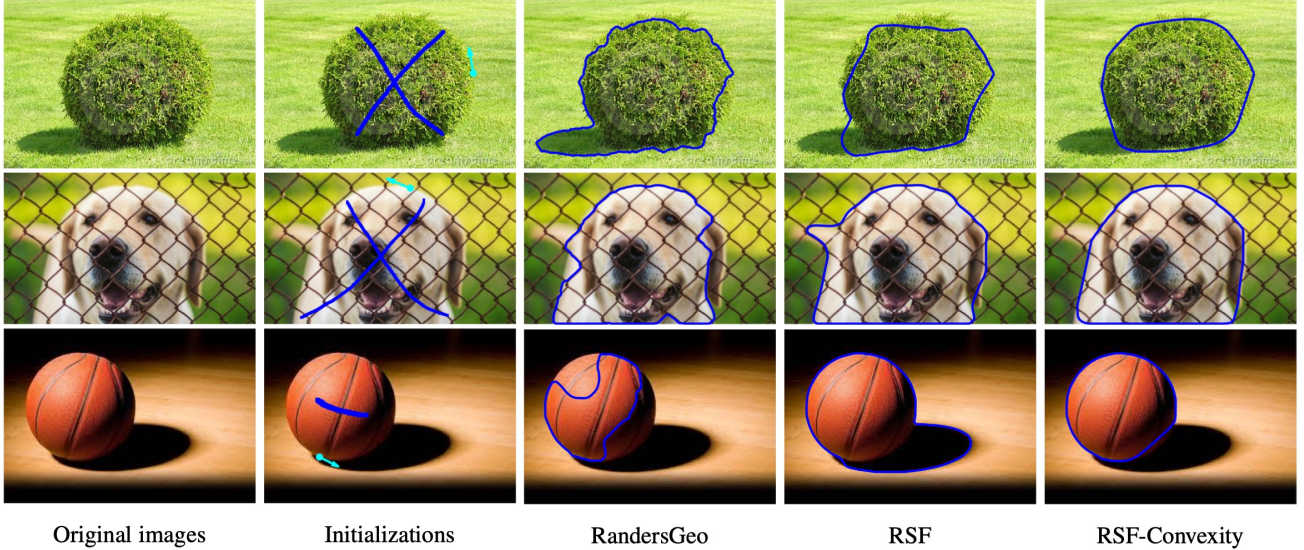 Original images
Initializations
RandersGeo
RSF
RSF-Convexity